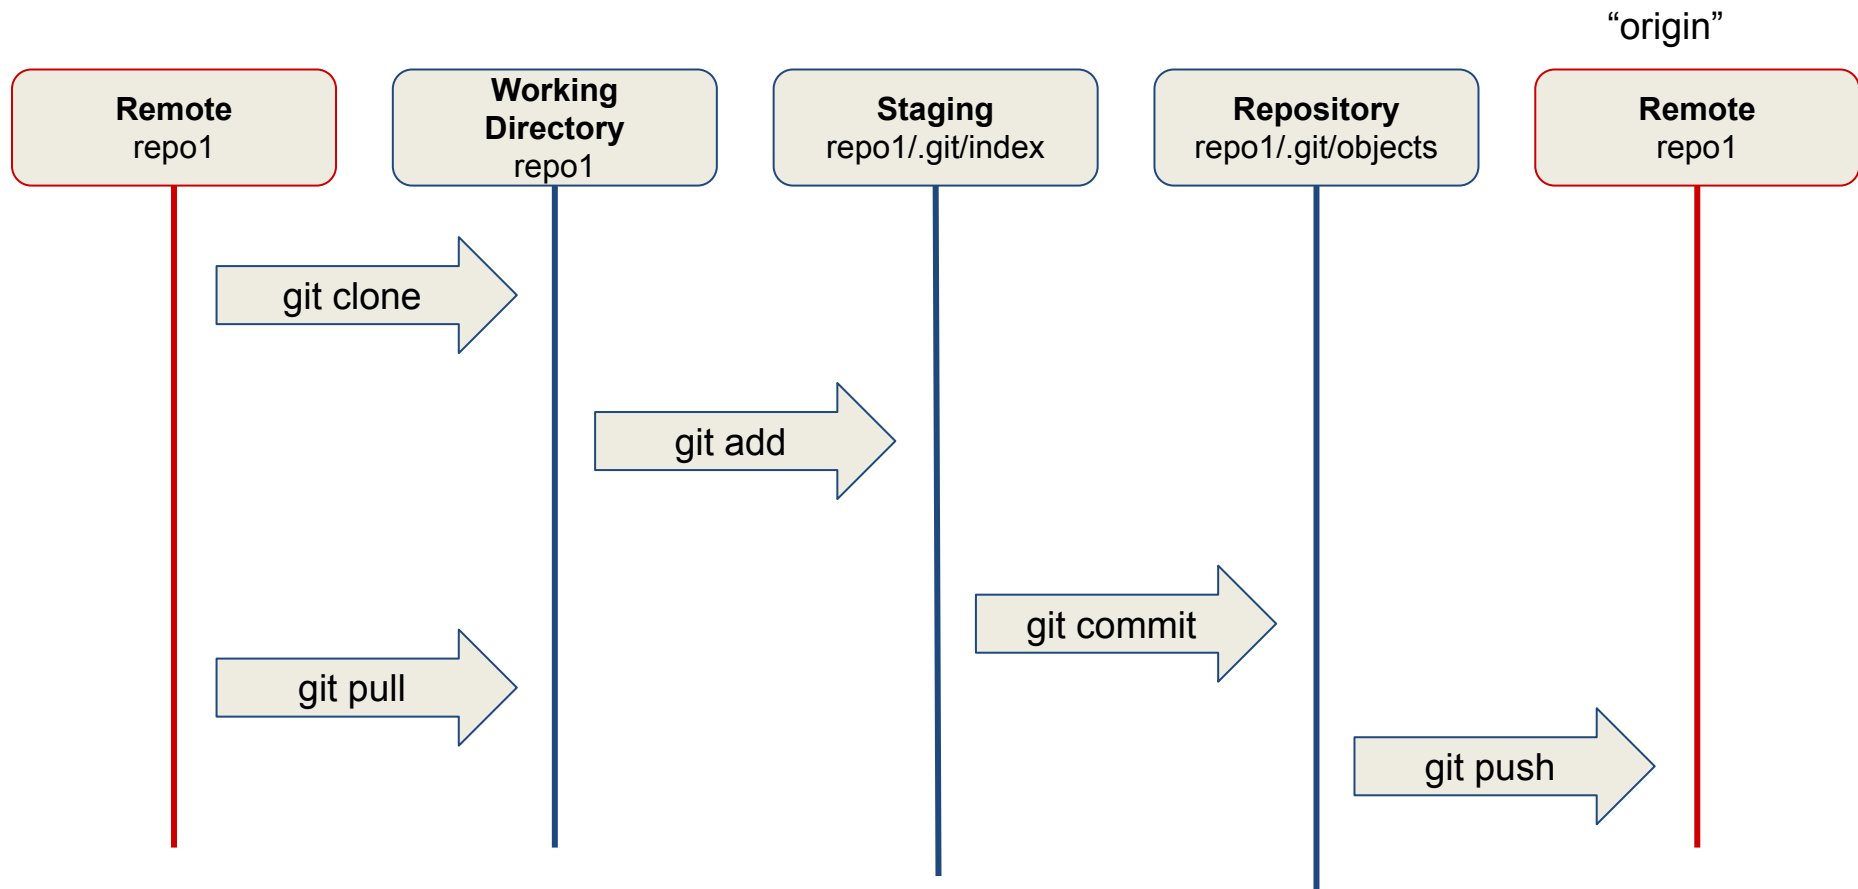 “origin”
Remote
repo1
Working
Directory
repo1
Staging
repo1/.git/index
Repository
repo1/.git/objects
Remote
repo1
git clone
git add
git commit
git pull
git push